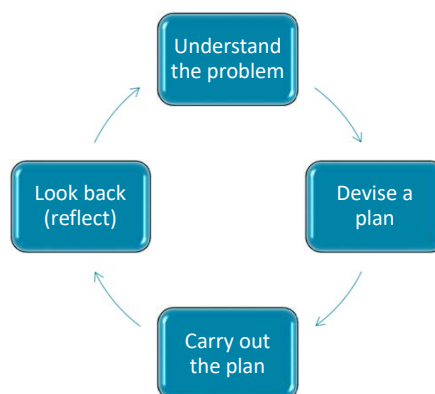 Understand
the problem
Devise a
plan
Carry out
the plan
Look back
(reflect)